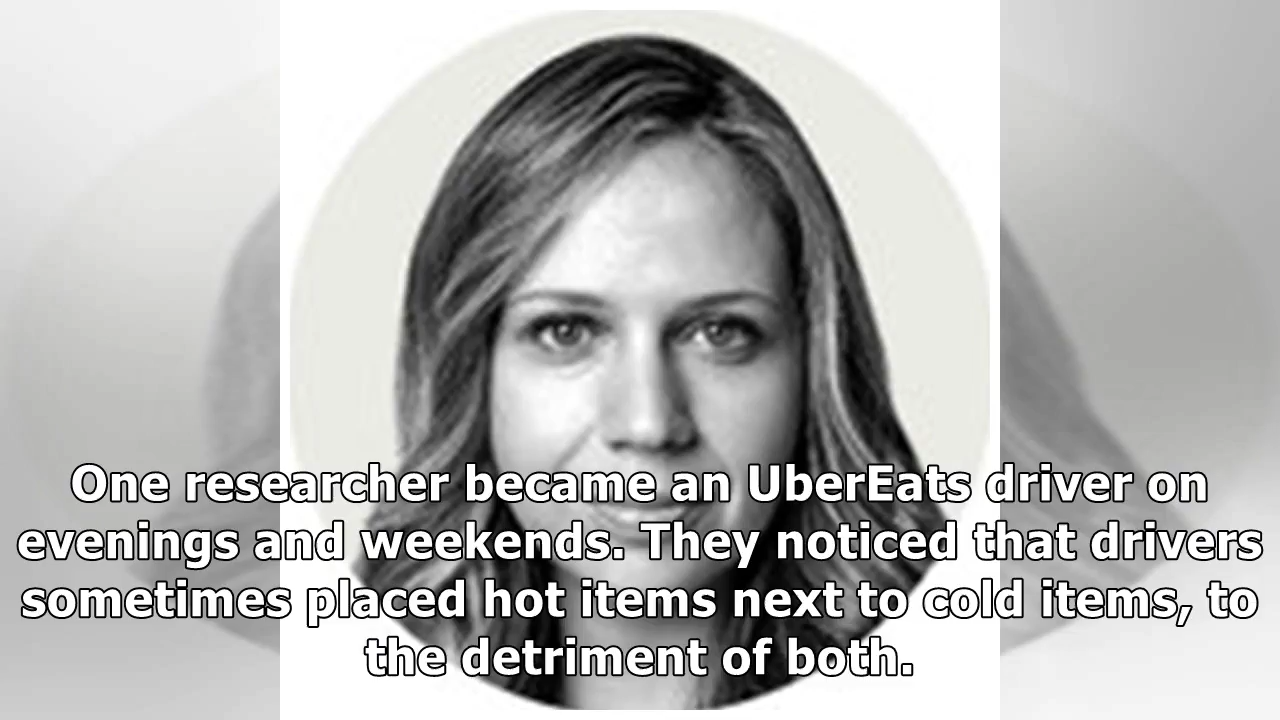 One researcher became an UberEats driver on
evenings and weekends. They noticed that drivers
sometimes placed hot items next to cold items, to
the detriment of both.